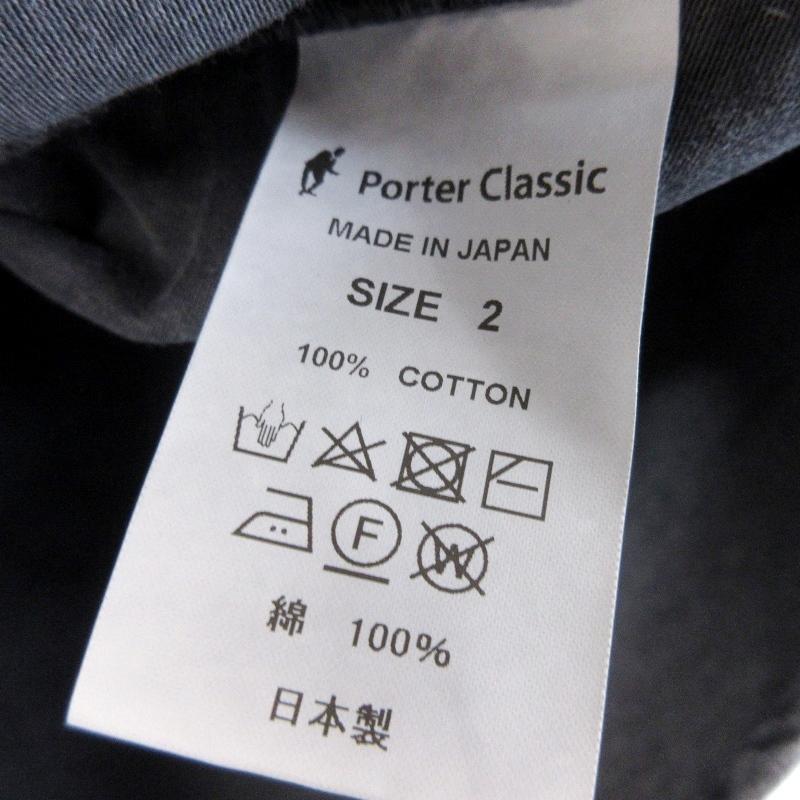 Porter Classic
MADE IN JAPAN
SIZE 2
100% COTTON
F W
綿 100%
日本製